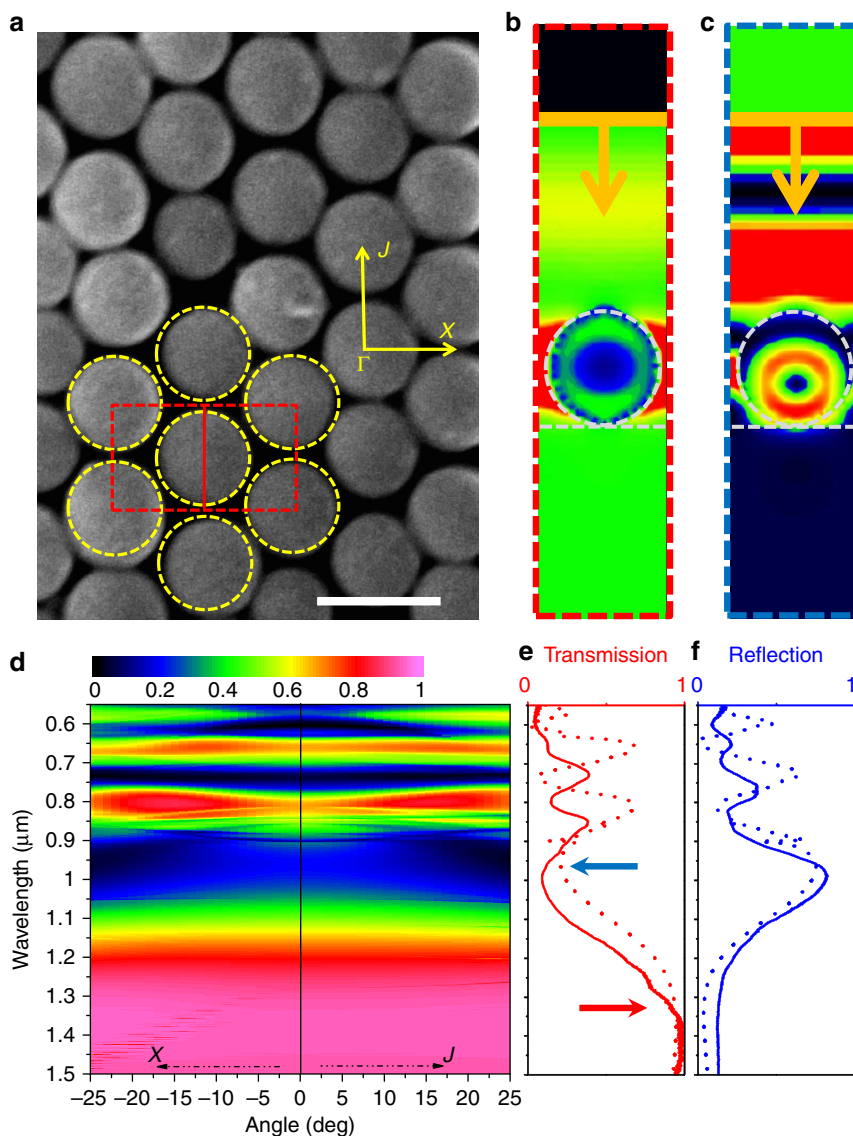 a
b
c
J
X
Γ
d
0 0.2 0.4 0.6 0.8 1
0.6
0.7
0.8
0.9
1
1.1
1.2
1.3
1.4
1.5
Wavelength (μm)
X
J
–25 –20 –15 –10 –5 0 5 10 15 20 25
Angle (deg)
e
Transmission
0 1
f
Reflection
0 1